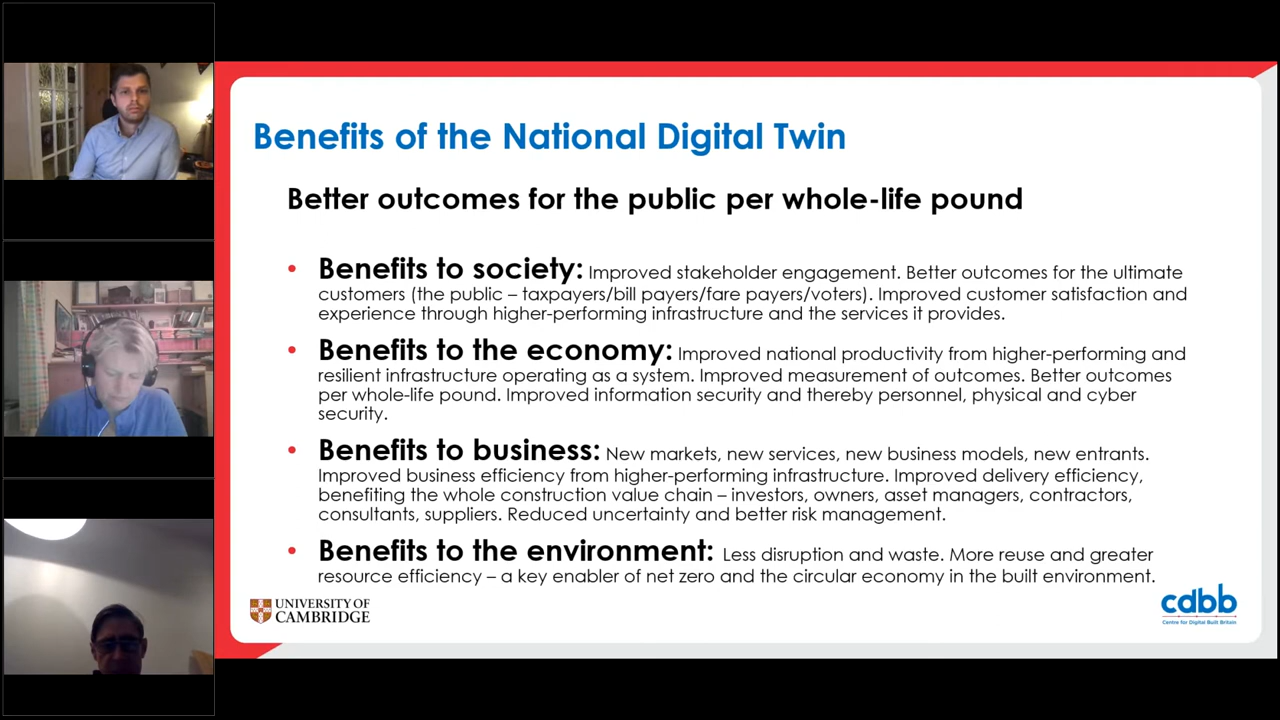 Benefits of the National Digital Twin
Better outcomes for the public per whole-life pound
• Benefits to society: Improved stakeholder engagement. Better outcomes for the ultimate
customers (the public – taxpayers/bill payers/fare payers/voters). Improved customer satisfaction and
experience through higher-performing infrastructure and the services it provides.
• Benefits to the economy: Improved national productivity from higher-performing and
resilient infrastructure operating as a system. Improved measurement of outcomes. Better outcomes
per whole-life pound. Improved information security and thereby personnel, physical and cyber
security.
• Benefits to business: New markets, new services, new business models, new entrants.
Improved business efficiency from higher-performing infrastructure. Improved delivery efficiency,
benefiting the whole construction value chain – investors, owners, asset managers, contractors,
consultants, suppliers. Reduced uncertainty and better risk management.
• Benefits to the environment: Less disruption and waste. More reuse and greater
resource efficiency – a key enabler of net zero and the circular economy in the built environment.
UNIVERSITY OF
CAMBRIDGE
cdbb
Centre for Digital Built Britain